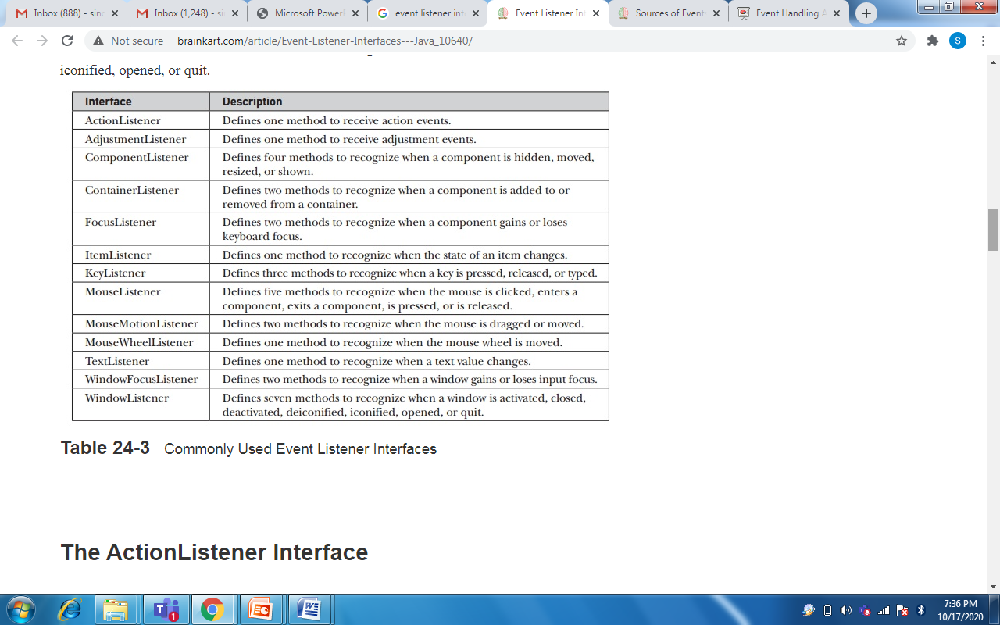 Inbox (888) - sin
Inbox (1,248) - si
Microsoft Power
event listener int
Event Listener In
Sources of Event
Event Handling
Not secure
brainkart.com/article/Event-Listener-Interfaces---Java_10640/
S
iconified, opened, or quit.
Interface Description
ActionListener Defines one method to receive action events.
AdjustmentListener Defines one method to receive adjustment events.
ComponentListener Defines four methods to recognize when a component is hidden, moved,
resized, or shown.
ContainerListener Defines two methods to recognize when a component is added to or
removed from a container.
FocusListener Defines two methods to recognize when a component gains or loses
keyboard focus.
ItemListener Defines one method to recognize when the state of an item changes.
KeyListener Defines three methods to recognize when a key is pressed, released, or typed.
MouseListener Defines five methods to recognize when the mouse is clicked, enters a
component, exits a component, is pressed, or is released.
MouseMotionListener Defines two methods to recognize when the mouse is dragged or moved.
MouseWheelListener Defines one method to recognize when the mouse wheel is moved.
TextListener Defines one method to recognize when a text value changes.
WindowFocusListener Defines two methods to recognize when a window gains or loses input focus.
WindowListener Defines seven methods to recognize when a window is activated, closed,
deactivated, deiconified, iconified, opened, or quit.
Table 24-3 Commonly Used Event Listener Interfaces
The ActionListener Interface
7:36 PM
10/17/2020